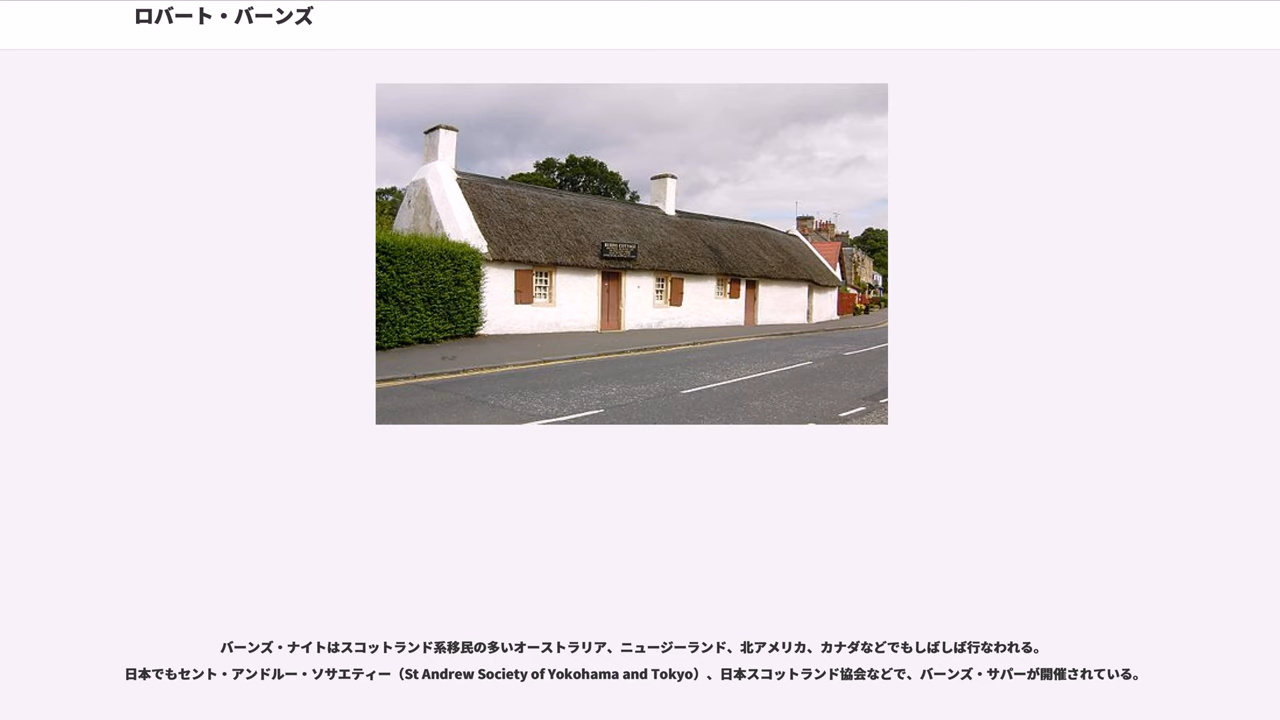 ロバート・バーンズ
BURNS COTTAGE
バーンズ・ナイトはスコットランド系移民の多いオーストラリア、ニュージーランド、北アメリカ、カナダなどでもしばしば行なわれる。
日本でもセント・アンドルー・ソサエティー（St Andrew Society of Yokohama and Tokyo）、日本スコットランド協会などで、バーンズ・サパーが開催されている。